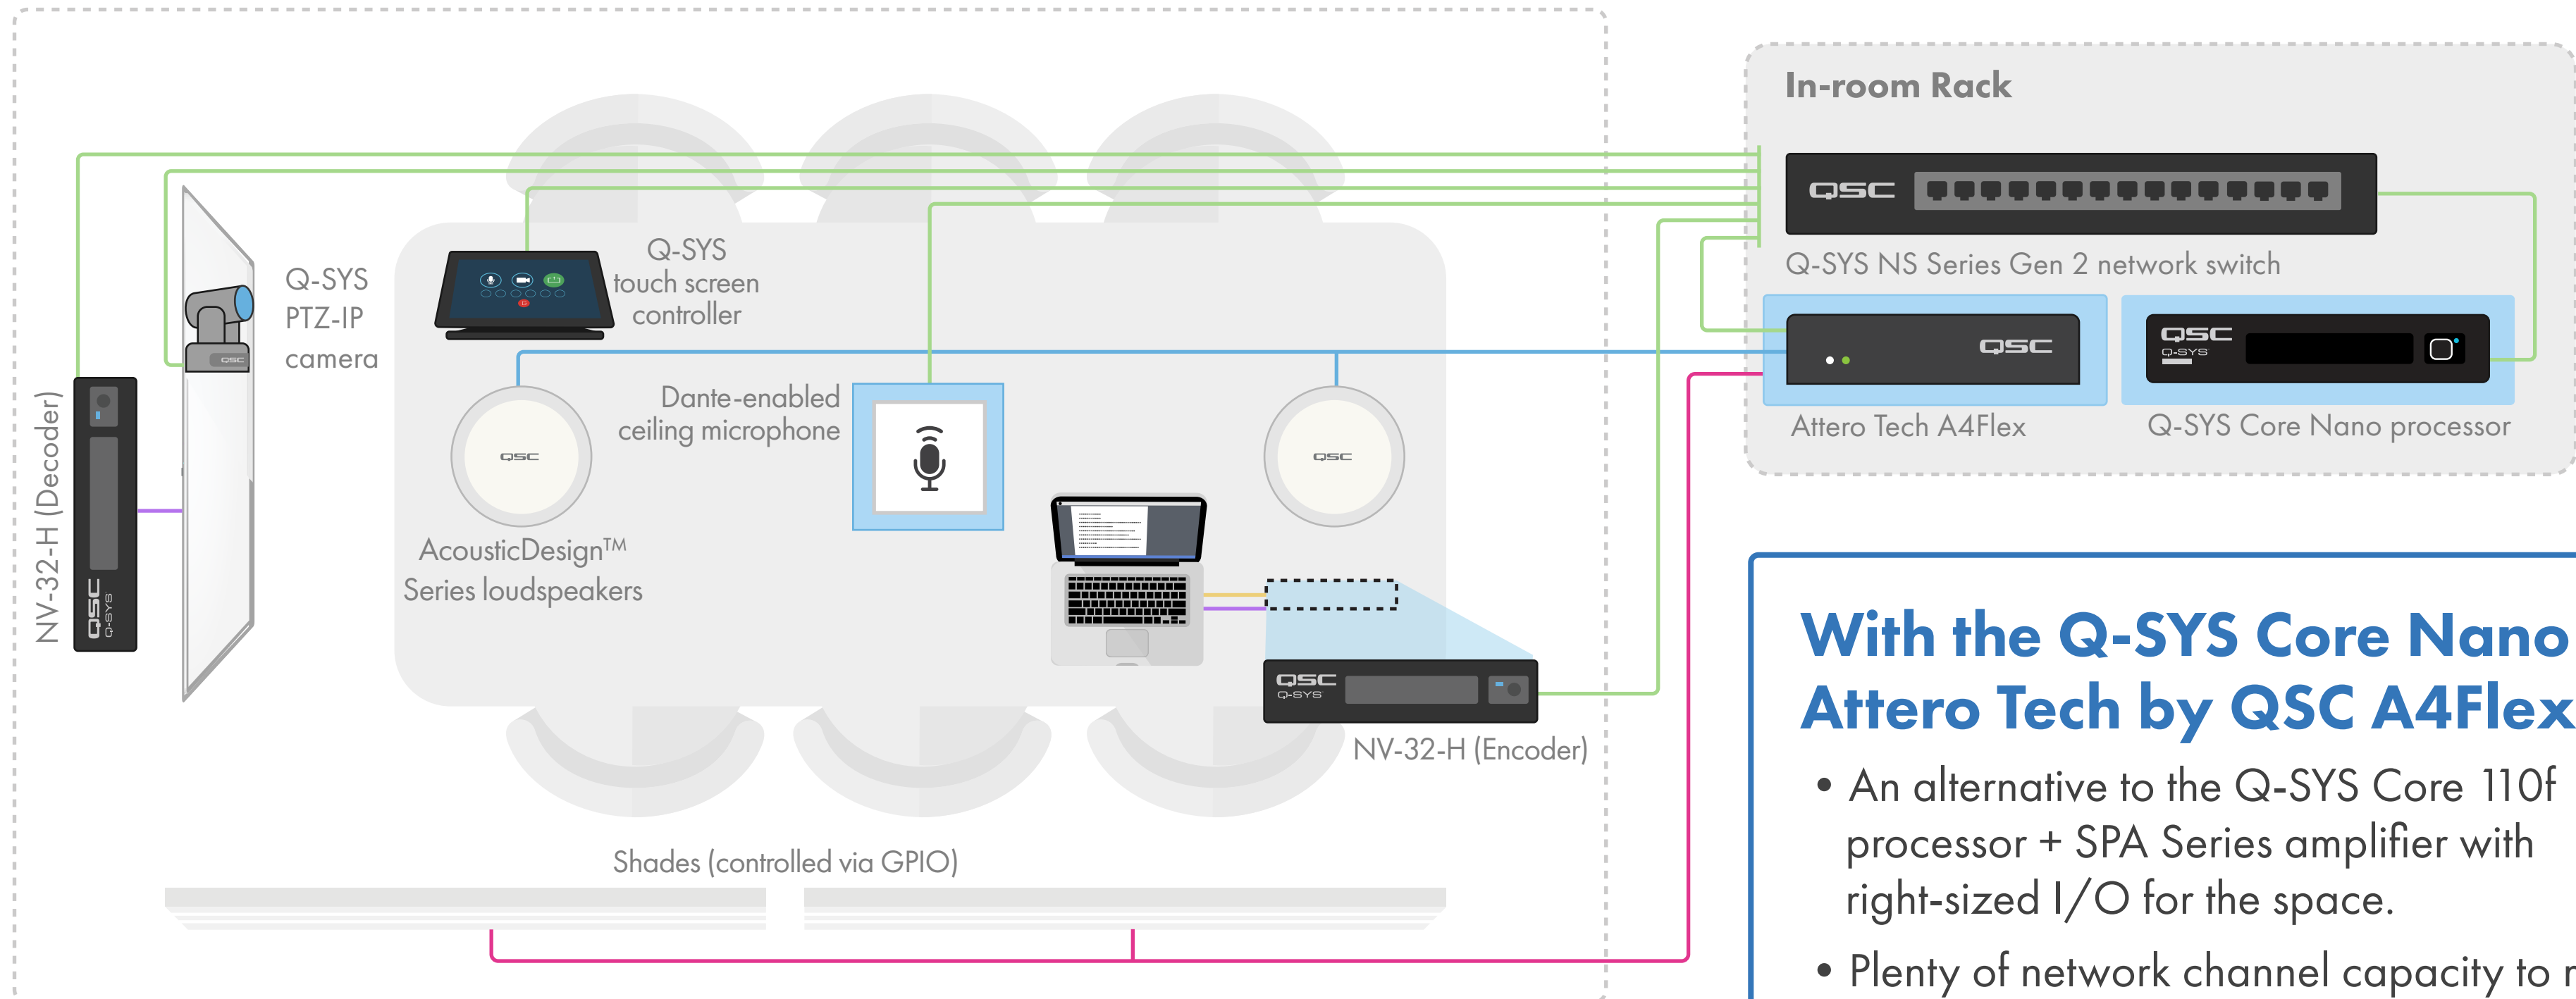 In-room Rack
QSC
Q-SYS NS Series Gen 2 network switch
QSC
Attero Tech A4Flex
QSC
Q-SYS
Q-SYS Core Nano processor
Q-SYS
PTZ-IP
camera
QSC
Q-SYS
touch screen
controller
NV-32-H (Decoder)
QSC
Q-SYS
Dante-enabled
ceiling microphone
QSC
QSC
AcousticDesign™
Series loudspeakers
QSC
Q-SYS
NV-32-H (Encoder)
Shades (controlled via GPIO)
With the Q-SYS Core Nano
Attero Tech by QSC A4Flex
• An alternative to the Q-SYS Core 110f
processor + SPA Series amplifier with
right-sized I/O for the space.
• Plenty of network channel capacity to